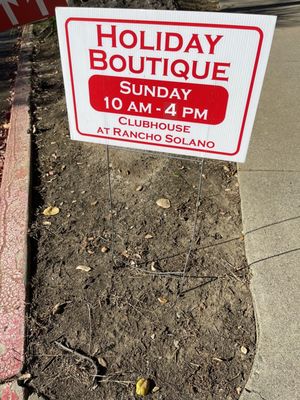 Holiday
Boutique
Sunday
10 AM - 4 PM
Clubhouse
at Rancho Solano